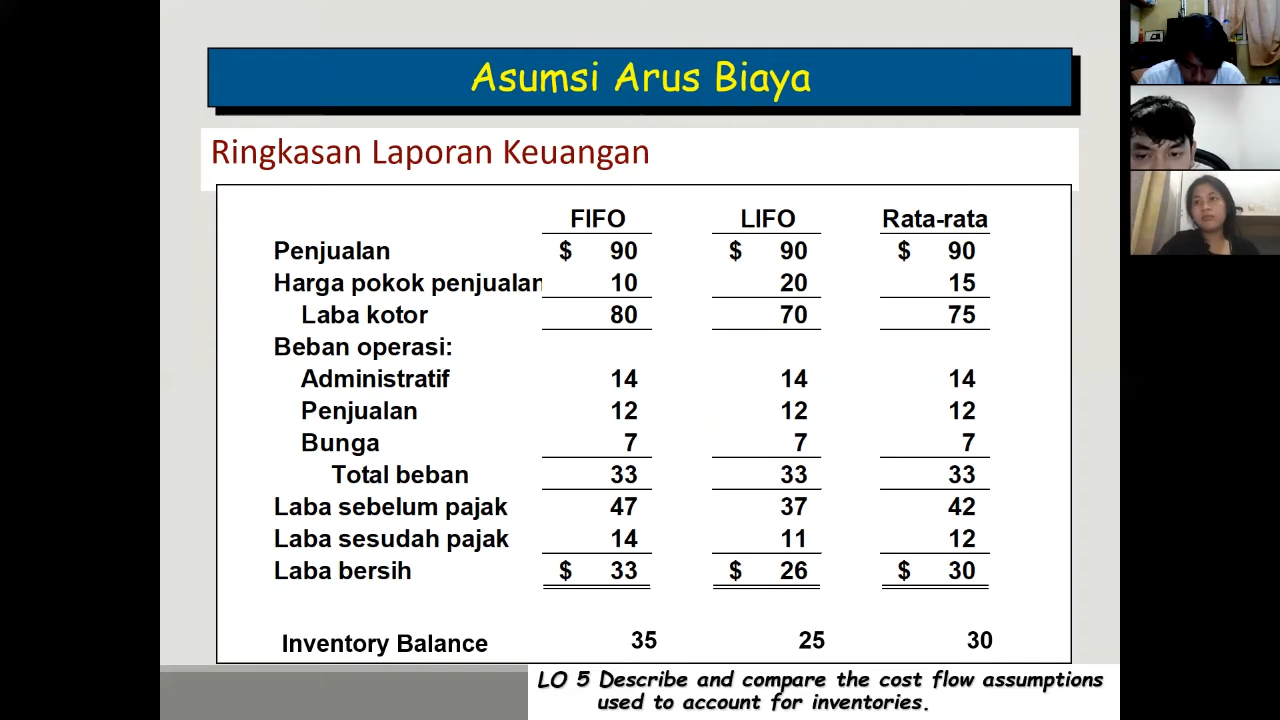 Asumsi Arus Biaya
Ringkasan Laporan Keuangan
FIFO LIFO Rata-rata
Penjualan $ 90 $ 90 $ 90
Harga pokok penjualan 10 20 15
Laba kotor 80 70 75
Beban operasi:
Administratif 14 14 14
Penjualan 12 12 12
Bunga 7 7 7
Total beban 33 33 33
Laba sebelum pajak 47 37 42
Laba sesudah pajak 14 11 12
Laba bersih $ 33 $ 26 $ 30
Inventory Balance 35 25 30
LO 5 Describe and compare the cost flow assumptions
used to account for inventories.